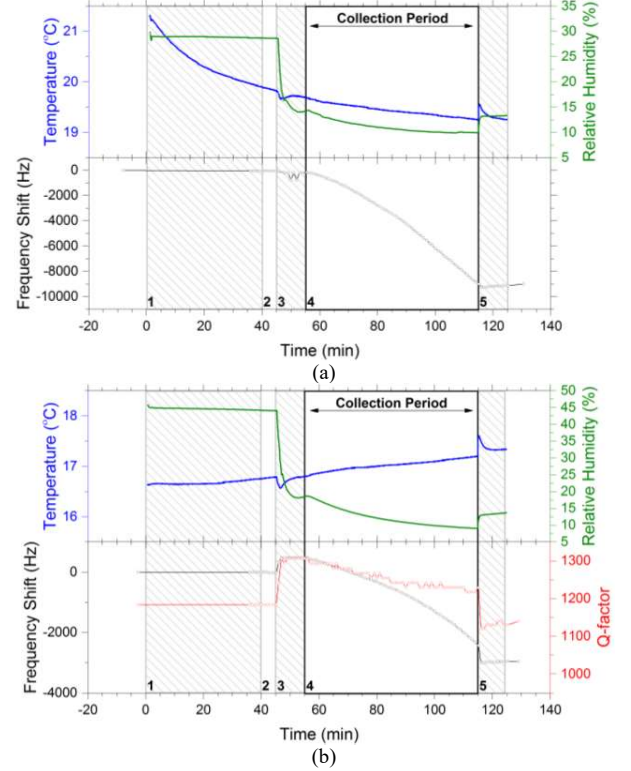 Temperature (°C)
21
20
19
Collection Period
35
30
25
20
15
10
5
Relative Humidity (%)
Frequency Shift (Hz)
0
-2000
-4000
-6000
-8000
-10000
1 2 3 4 5
-20 0 20 40 60 80 100 120 140
Time (min)
(a)
Temperature (°C)
18
17
16
Collection Period
50
45
40
35
30
25
20
15
10
5
Relative Humidity (%)
Frequency Shift (Hz)
0
-2000
-4000
1300
1200
1100
1000
Q-factor
1 2 3 4 5
-20 0 20 40 60 80 100 120 140
Time (min)
(b)